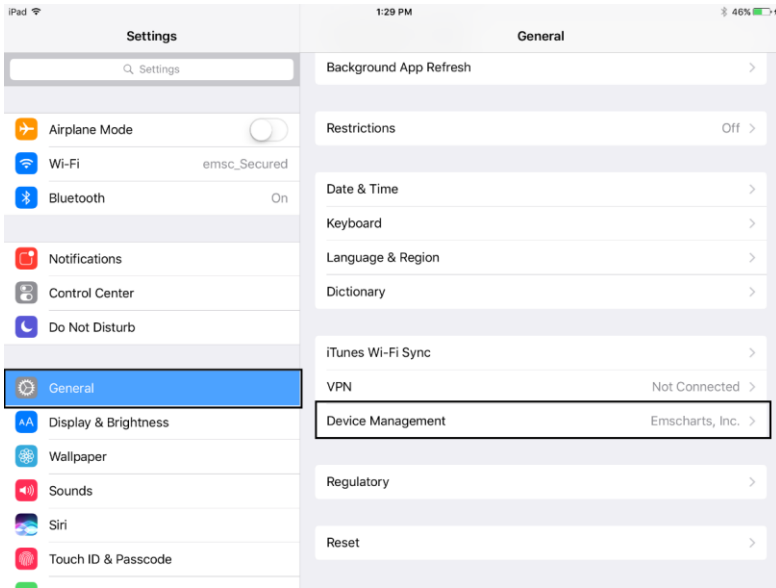 iPad 1:29 PM 46%
Settings
General
Settings
Airplane Mode
Wi-Fi emsc_Secured
Bluetooth On
Notifications
Control Center
Do Not Disturb
General
AA Display & Brightness
Wallpaper
Sounds
Siri
Touch ID & Passcode
Background App Refresh
Restrictions Off
Date & Time
Keyboard
Language & Region
Dictionary
iTunes Wi-Fi Sync
VPN Not Connected
Device Management Emscharts, Inc.
Regulatory
Reset